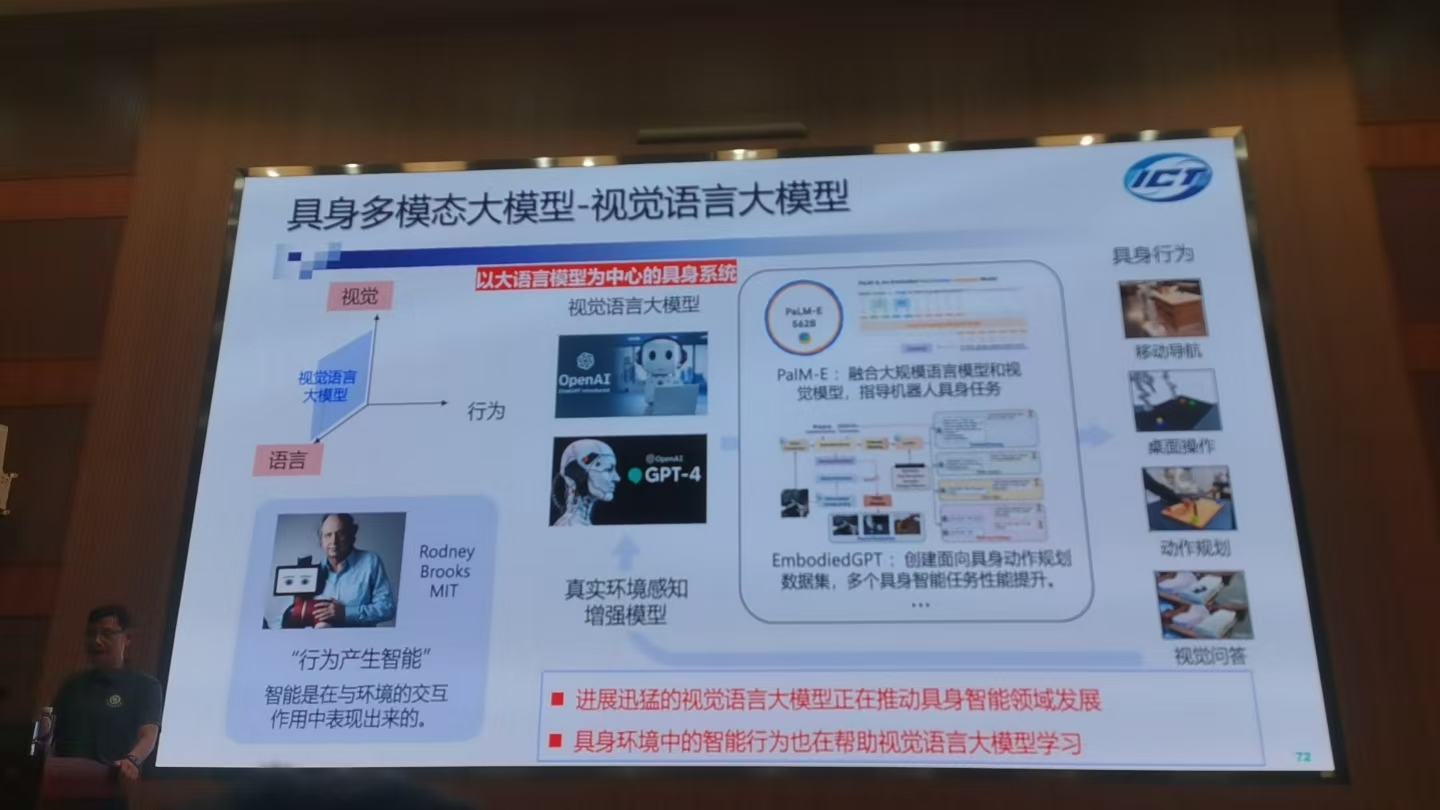 具身多模态大模型-视觉语言大模型
ICT
以大语言模型为中心的具身系统
视觉
视觉语言
大模型
行为
语言
Rodney
Brooks
MIT
“行为产生智能”
智能是在与环境的交互
作用中表现出来的。
视觉语言大模型
OpenAI
@OpenAI
GPT-4
真实环境感知
增强模型
PaLM-E
562B
PalM-E：融合大规模语言模型和视
觉模型，指导机器人具身任务
EmbodiedGPT：创建面向具身动作规划
数据集，多个具身智能任务性能提升。
...
具身行为
移动导航
桌面操作
动作规划
视觉问答
■ 进展迅猛的视觉语言大模型正在推动具身智能领域发展
■ 具身环境中的智能行为也在帮助视觉语言大模型学习
72